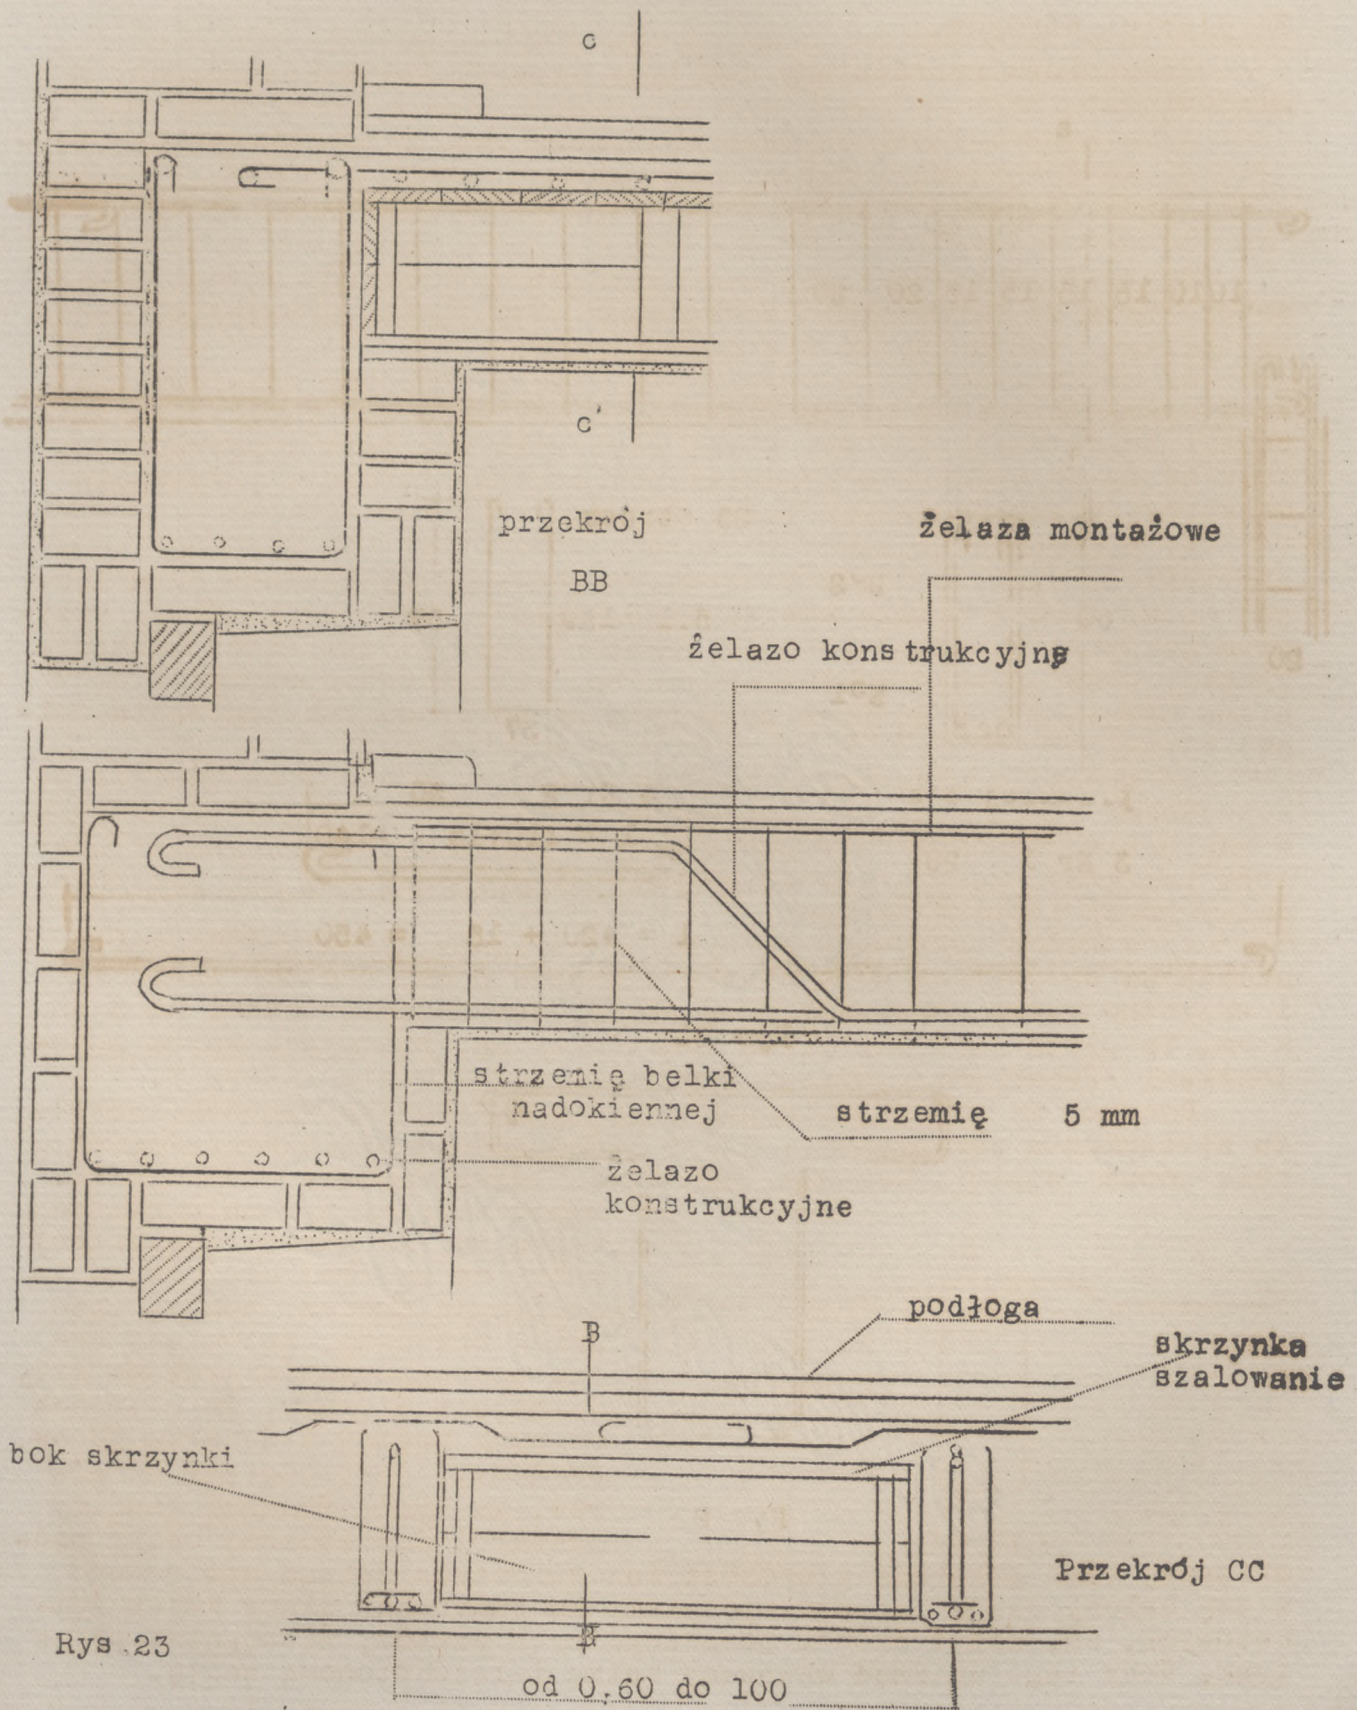 c
c'
przekrój
BB
żelaza montażowe
żelazo konstrukcyjne
strzemię belki
nadokiennej
strzemię 5 mm
żelazo
konstrukcyjne
podłoga
B
skrzynka
szalowanie
bok skrzynki
Przekrój CC
B
Rys.23
od 0.60 do 100